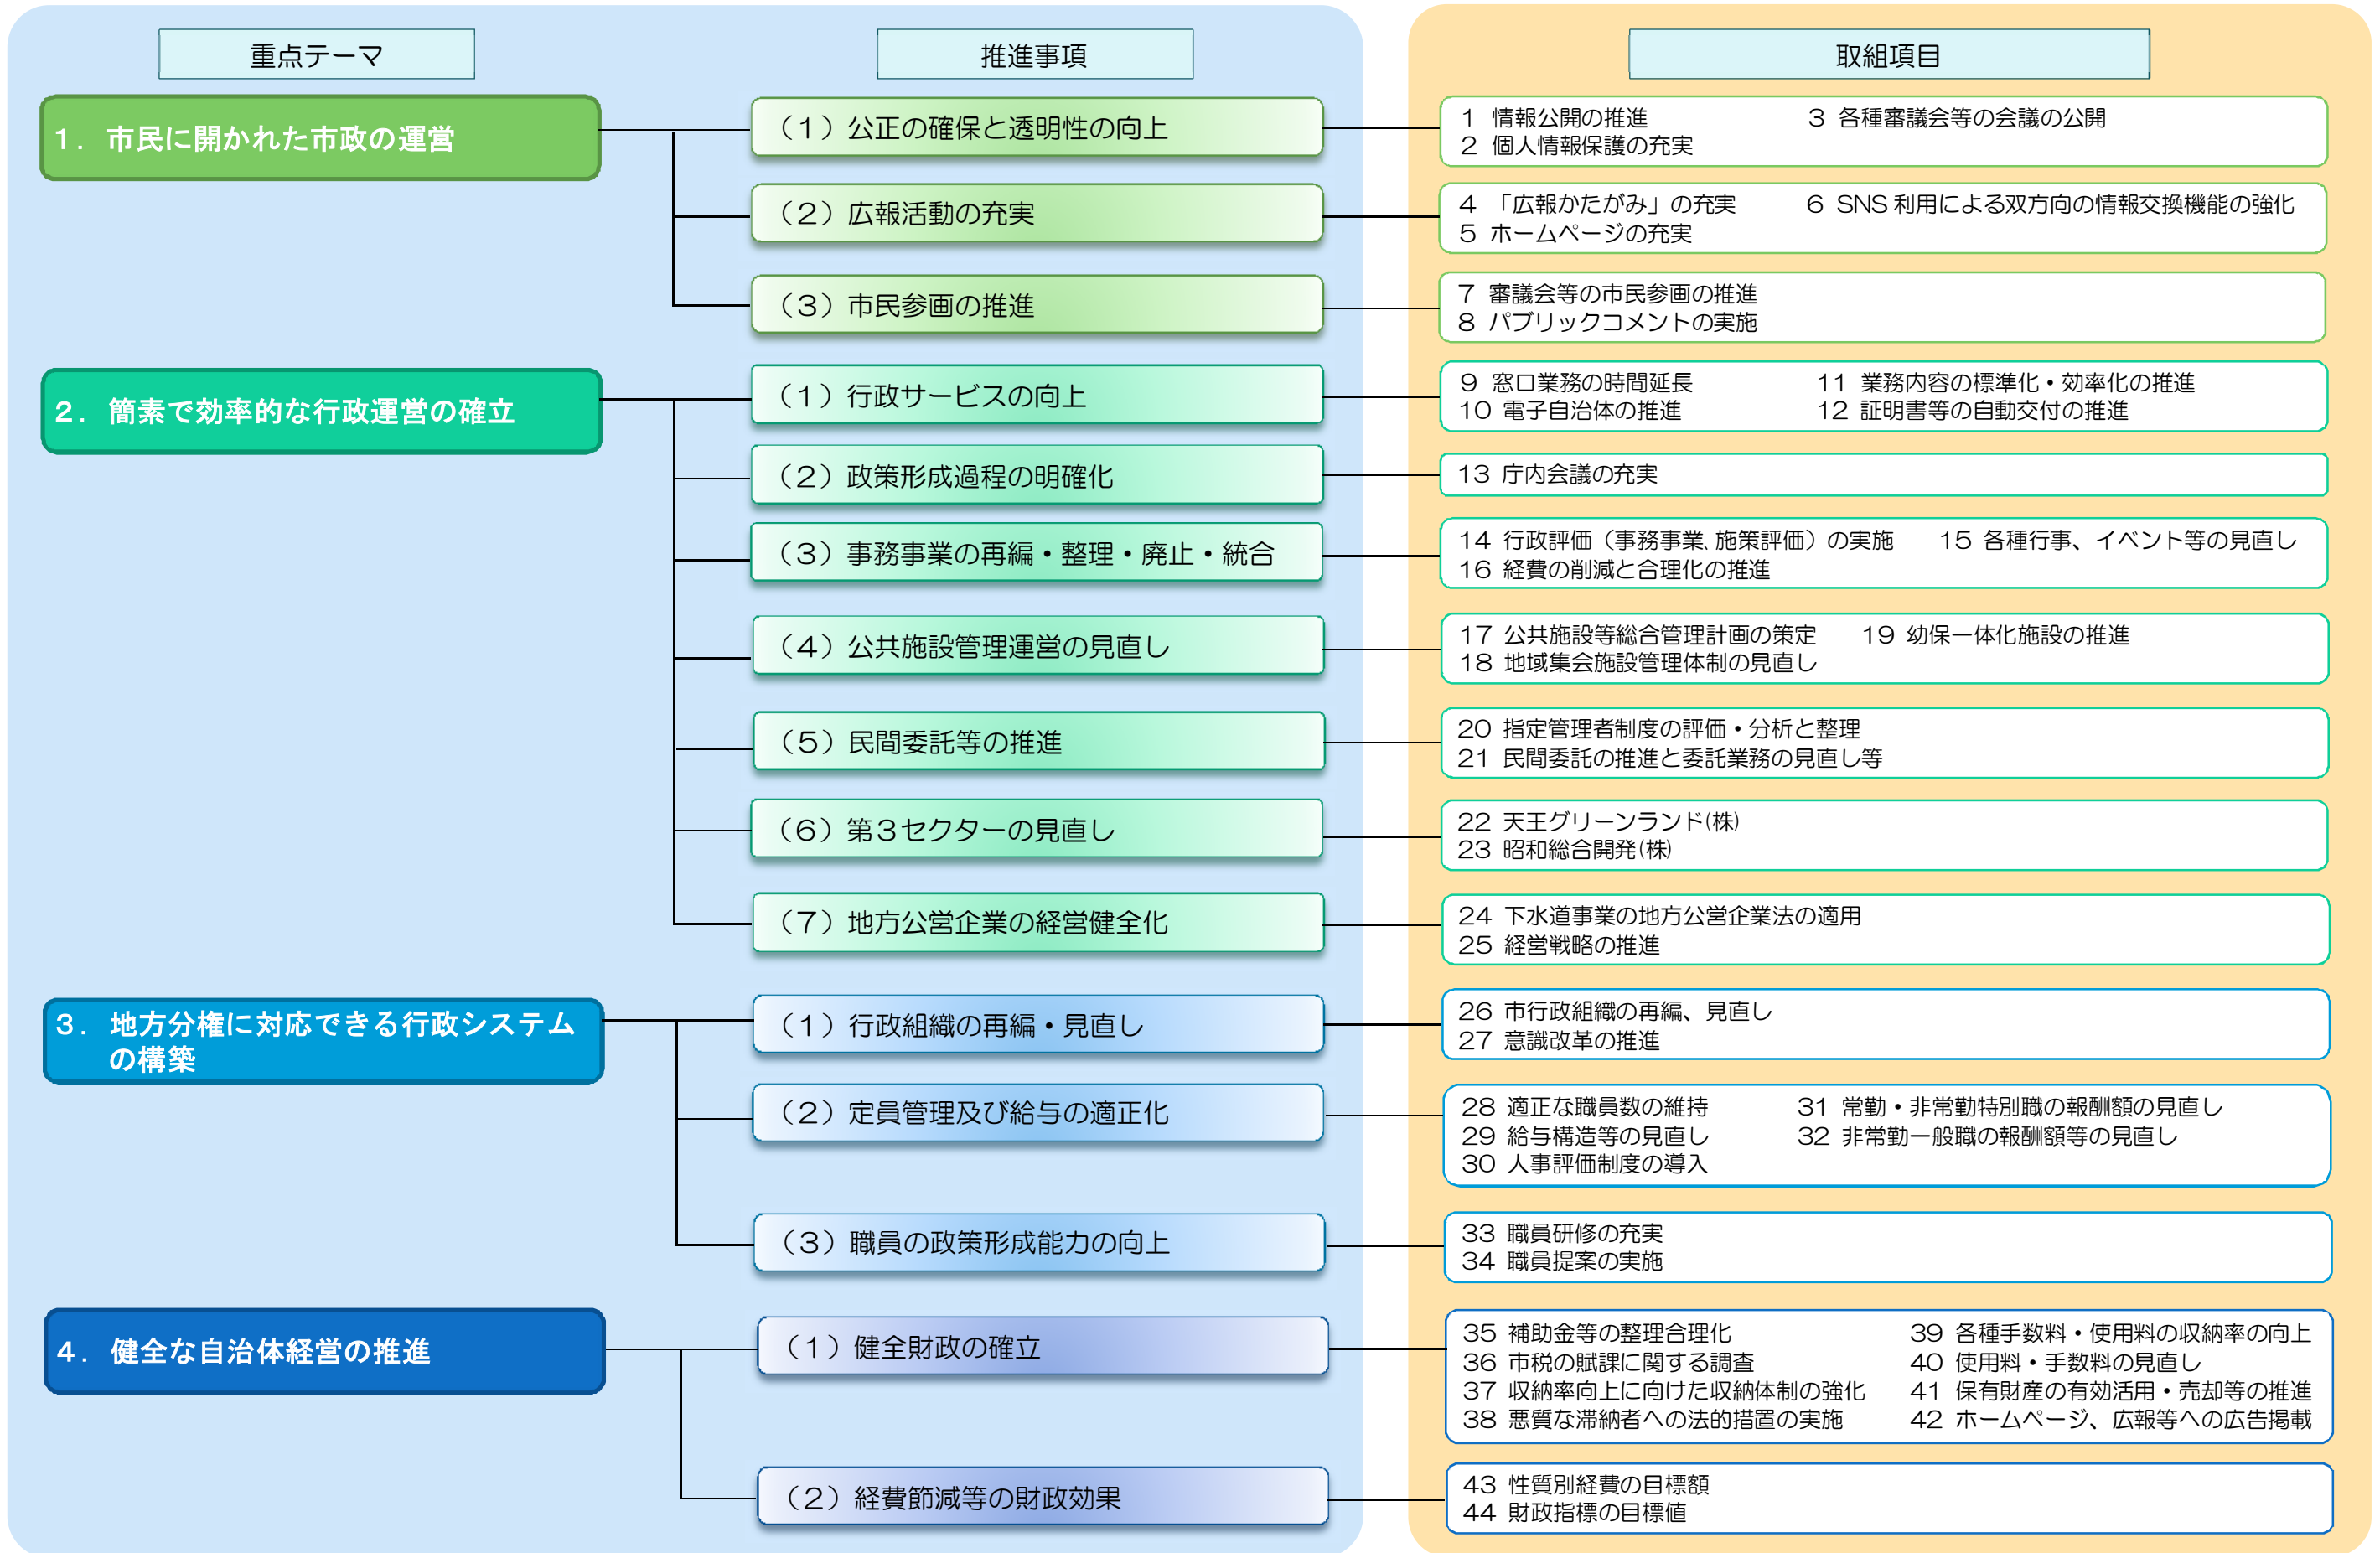 重点テーマ
推進事項
取組項目
1．市民に開かれた市政の運営
（1）公正の確保と透明性の向上
1 情報公開の推進　3 各種審議会等の会議の公開
2 個人情報保護の充実
（2）広報活動の充実
4 「広報かたがみ」の充実　6 SNS利用による双方向の情報交換機能の強化
5 ホームページの充実
（3）市民参画の推進
7 審議会等の市民参画の推進
8 パブリックコメントの実施
2．簡素で効率的な行政運営の確立
（1）行政サービスの向上
9 窓口業務の時間延長　11 業務内容の標準化・効率化の推進
10 電子自治体の推進　12 証明書等の自動交付の推進
（2）政策形成過程の明確化
13 庁内会議の充実
（3）事務事業の再編・整理・廃止・統合
14 行政評価（事務事業、施策評価）の実施　15 各種行事、イベント等の見直し
16 経費の削減と合理化の推進
（4）公共施設管理運営の見直し
17 公共施設等総合管理計画の策定　19 幼保一体化施設の推進
18 地域集会施設管理体制の見直し
（5）民間委託等の推進
20 指定管理者制度の評価・分析と整理
21 民間委託の推進と委託業務の見直し等
（6）第3セクターの見直し
22 天王グリーンランド(株)
23 昭和総合開発(株)
（7）地方公営企業の経営健全化
24 下水道事業の地方公営企業法の適用
25 経営戦略の推進
3．地方分権に対応できる行政システム
の構築
（1）行政組織の再編・見直し
26 市行政組織の再編、見直し
27 意識改革の推進
（2）定員管理及び給与の適正化
28 適正な職員数の維持　31 常勤・非常勤特別職の報酬額の見直し
29 給与構造等の見直し　32 非常勤一般職の報酬額等の見直し
30 人事評価制度の導入
（3）職員の政策形成能力の向上
33 職員研修の充実
34 職員提案の実施
4．健全な自治体経営の推進
（1）健全財政の確立
35 補助金等の整理合理化　39 各種手数料・使用料の収納率の向上
36 市税の賦課に関する調査　40 使用料・手数料の見直し
37 収納率向上に向けた収納体制の強化　41 保有財産の有効活用・売却等の推進
38 悪質な滞納者への法的措置の実施　42 ホームページ、広報等への広告掲載
（2）経費節減等の財政効果
43 性質別経費の目標額
44 財政指標の目標値